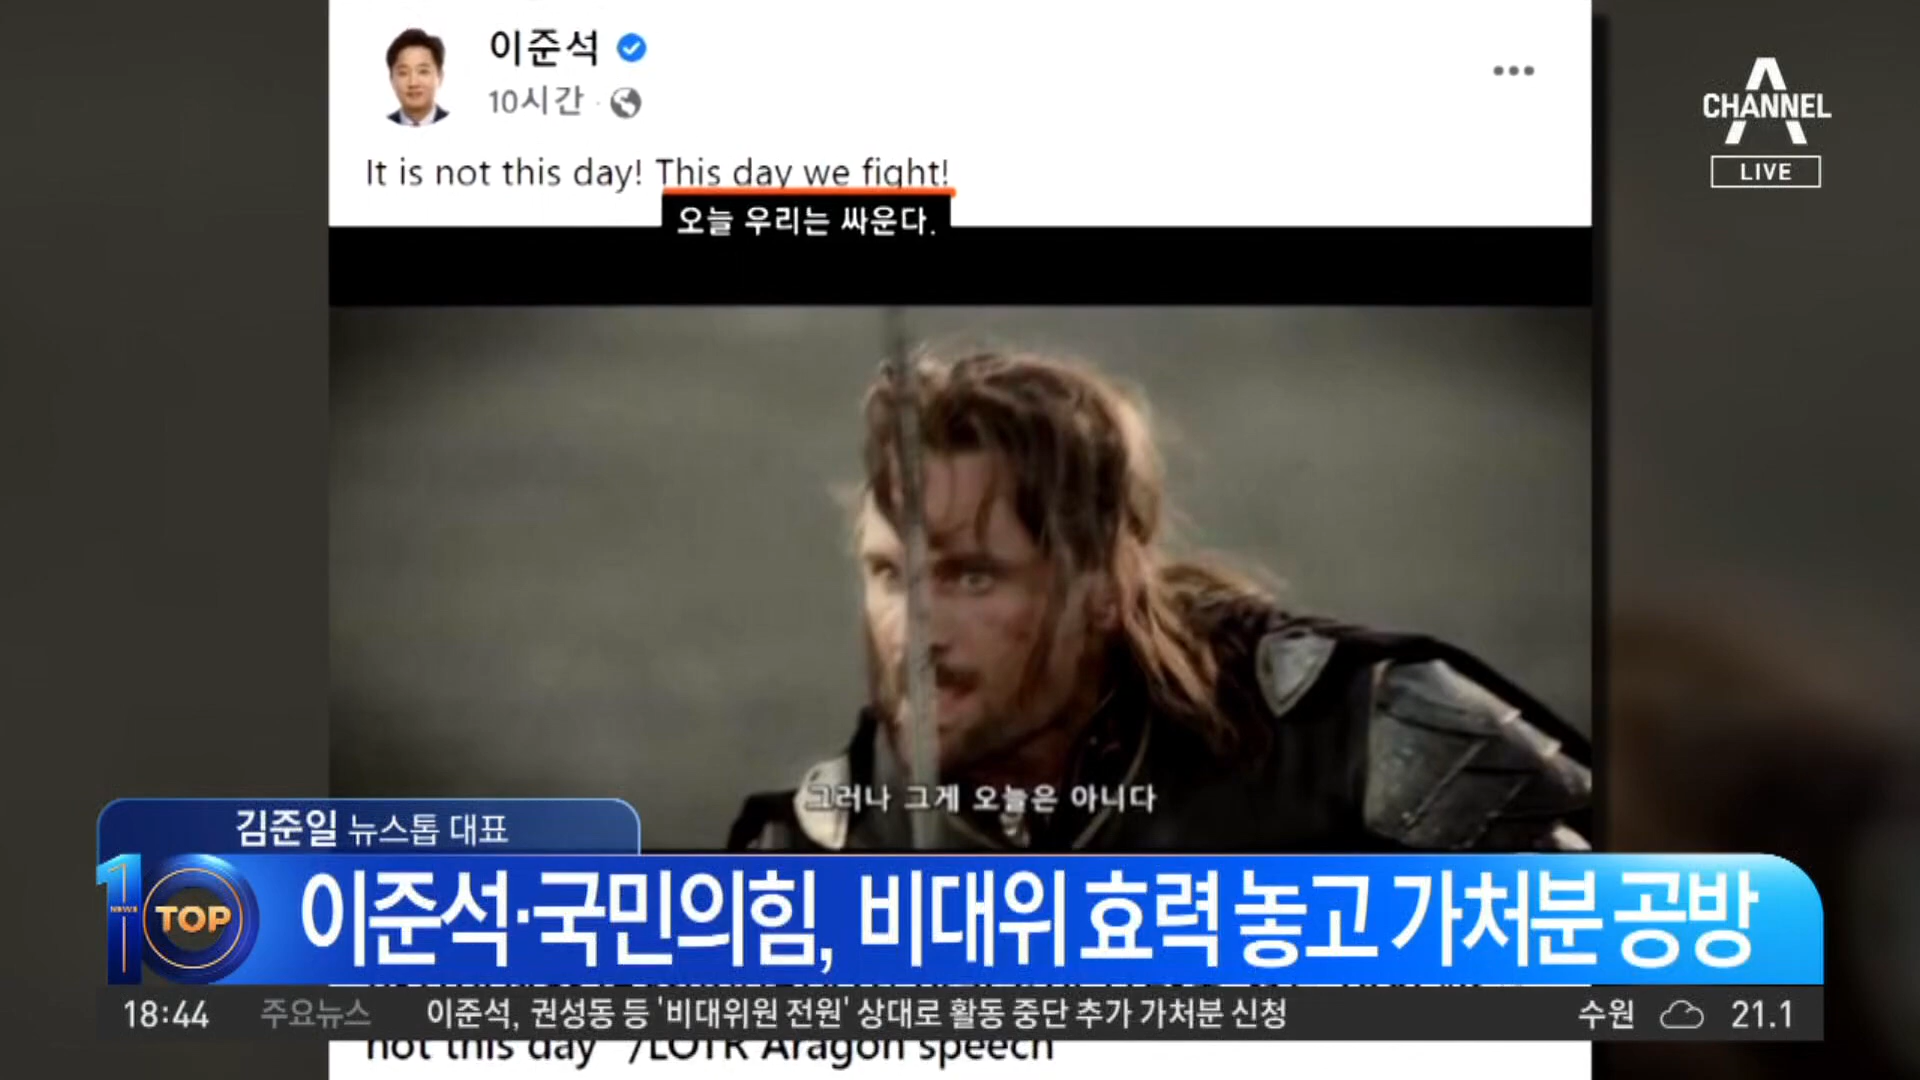 이준석
10시간 ·
CHANNEL A
LIVE
It is not this day! This day we fight!
오늘 우리는 싸운다.
그러나 그게 오늘은 아니다
김준일 뉴스톱 대표
NEWS TOP 10
이준석·국민의힘, 비대위 효력 놓고 가처분 공방
18:44 주요뉴스 이준석, 권성동 등 '비대위원 전원' 상대로 활동 중단 추가 가처분 신청 수원 21.1
not this day" /LOTR Aragon speech